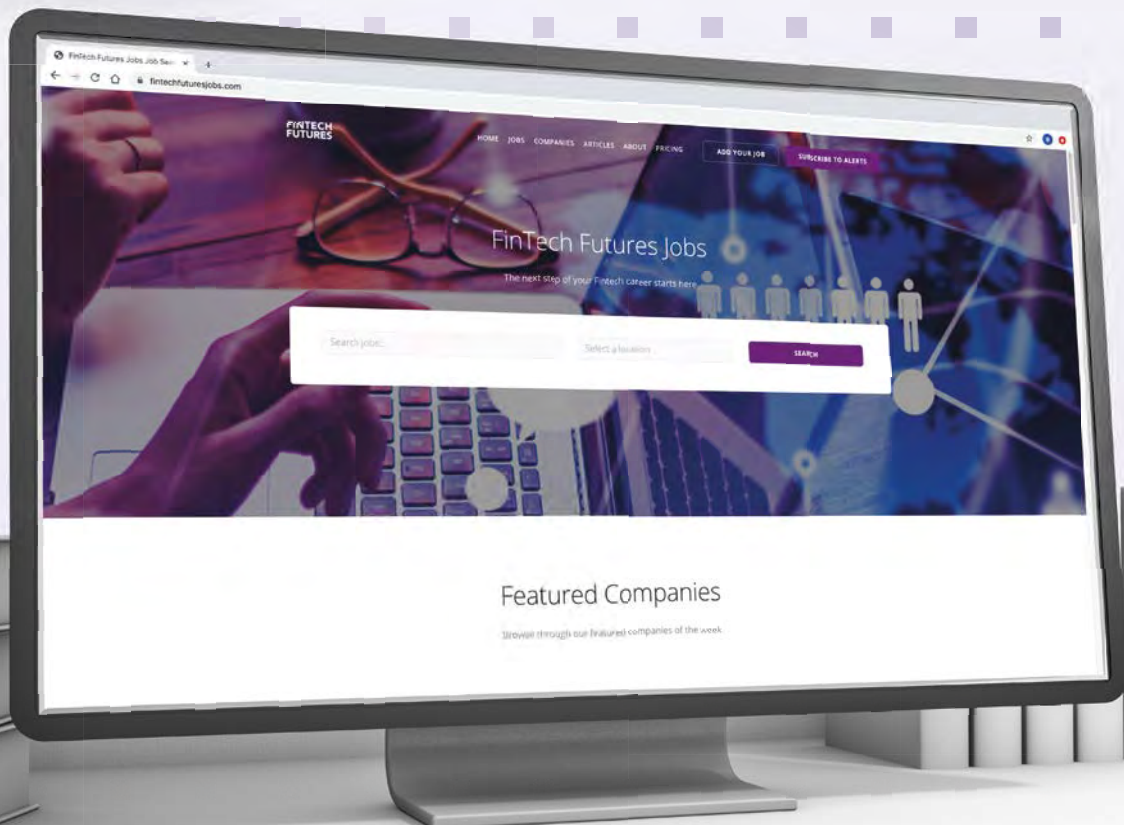 FinTech Futures Jobs Job Sear
fintechfuturesjobs.com
FINTECH
FUTURES
HOME JOBS COMPANIES ARTICLES ABOUT PRICING ADD YOUR JOB SUBSCRIBE TO ALERTS
FinTech Futures Jobs
The next step of your Fintech career starts here
Search jobs...
Select a location
SEARCH
Featured Companies
Browse through our featured companies of the week